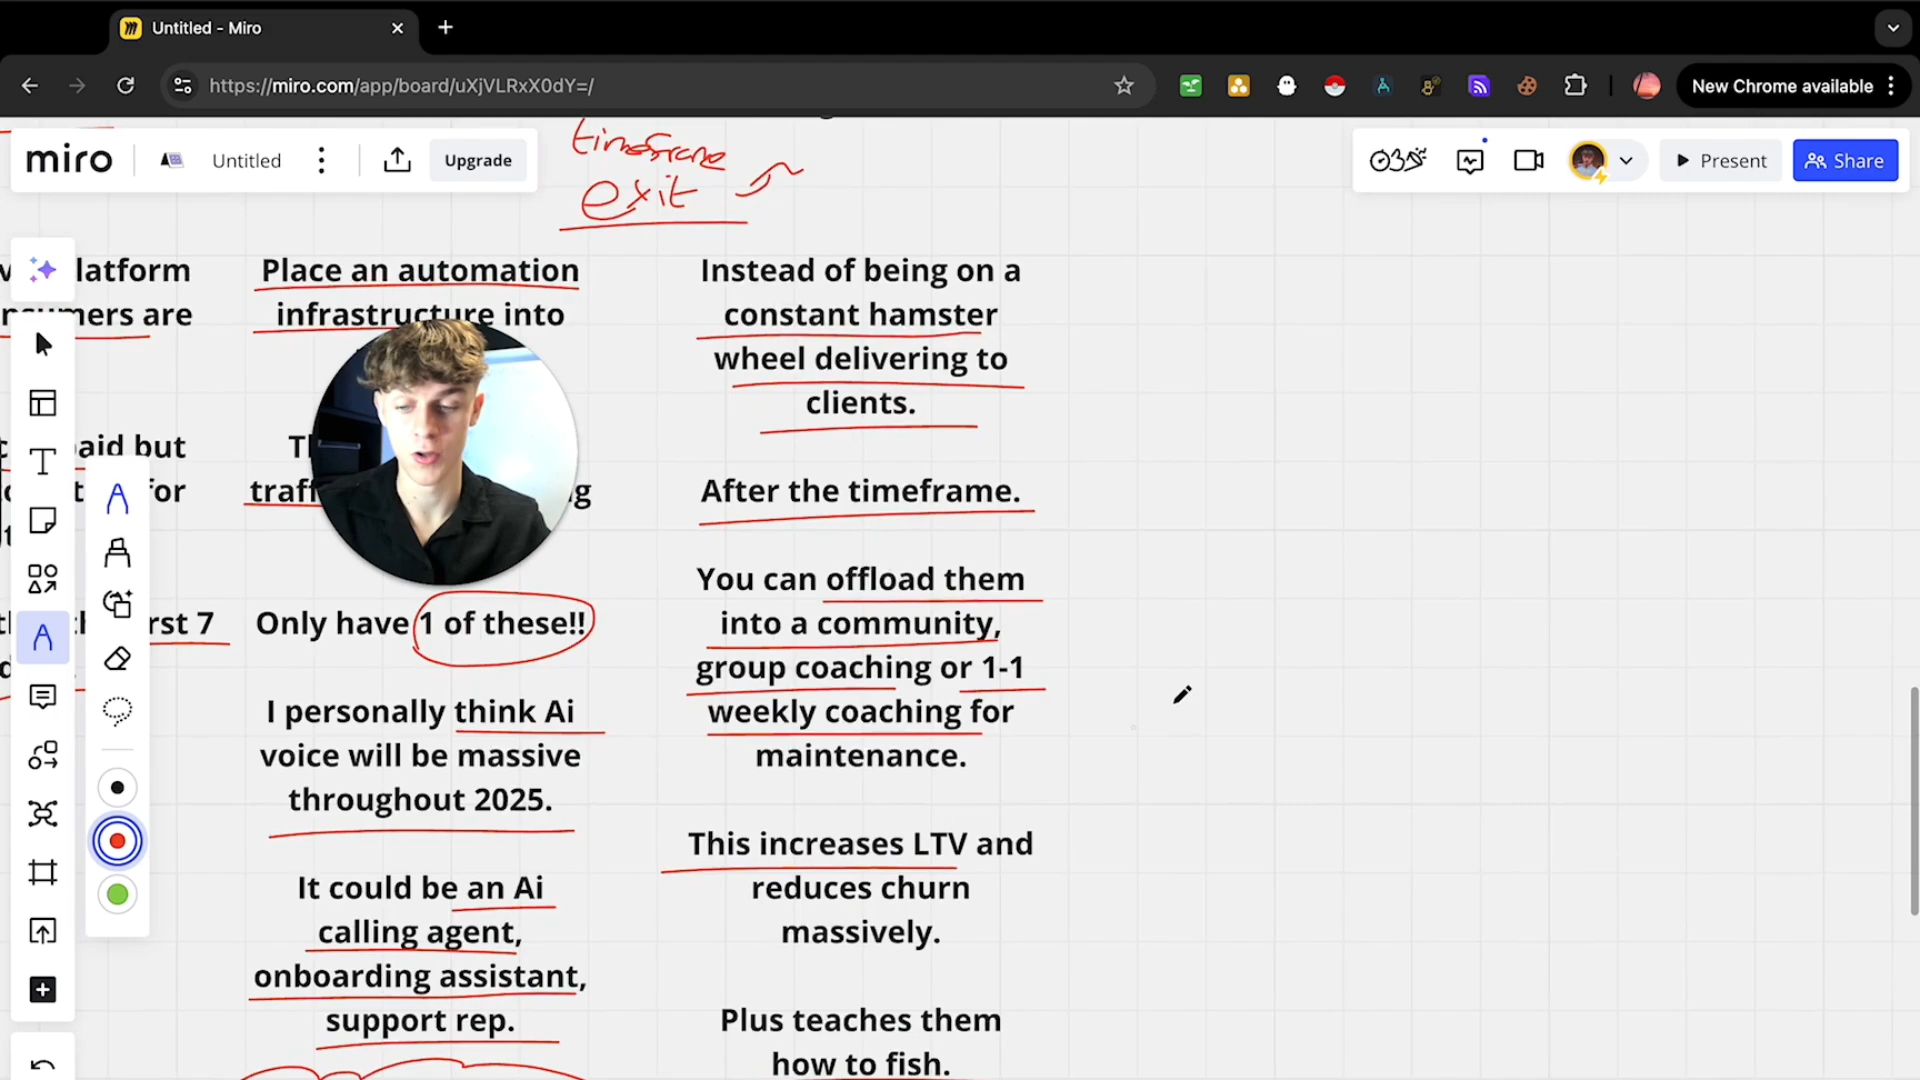 Untitled - Miro
https://miro.com/app/board/uXjVLRxX0dY=/
New Chrome available
miro
Untitled
Upgrade
Present
Share
timeframe
exit
latform
are
aid but
for
rst 7
Place an automation
infrastructure into
Only have 1 of these!!
I personally think Ai
voice will be massive
throughout 2025.
It could be an Ai
calling agent,
onboarding assistant,
support rep.
Instead of being on a
constant hamster
wheel delivering to
clients.
After the timeframe.
You can offload them
into a community,
group coaching or 1-1
weekly coaching for
maintenance.
This increases LTV and
reduces churn
massively.
Plus teaches them
how to fish.